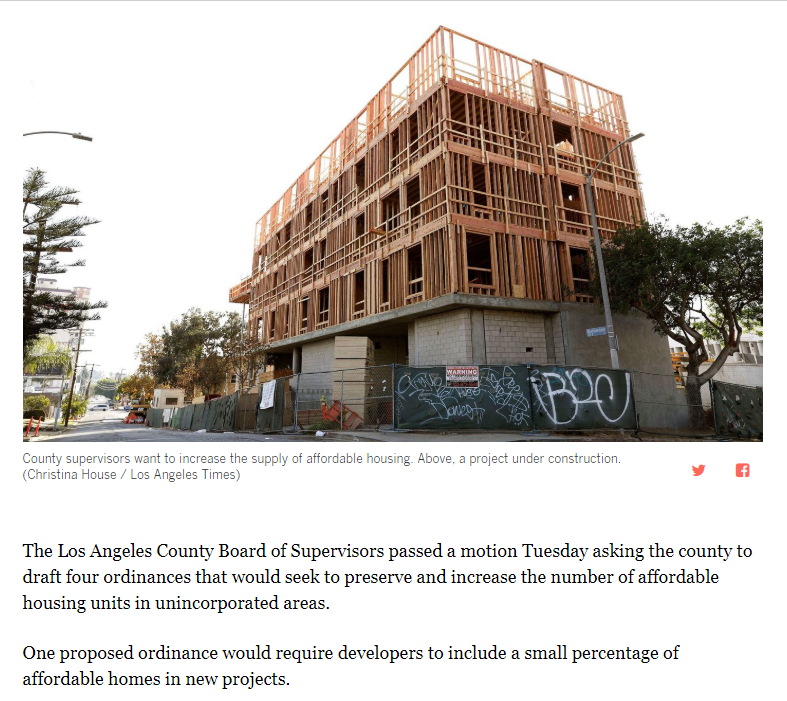 WARNING
BPO
County supervisors want to increase the supply of affordable housing. Above, a project under construction.
(Christina House / Los Angeles Times)
The Los Angeles County Board of Supervisors passed a motion Tuesday asking the county to
draft four ordinances that would seek to preserve and increase the number of affordable
housing units in unincorporated areas.
One proposed ordinance would require developers to include a small percentage of
affordable homes in new projects.